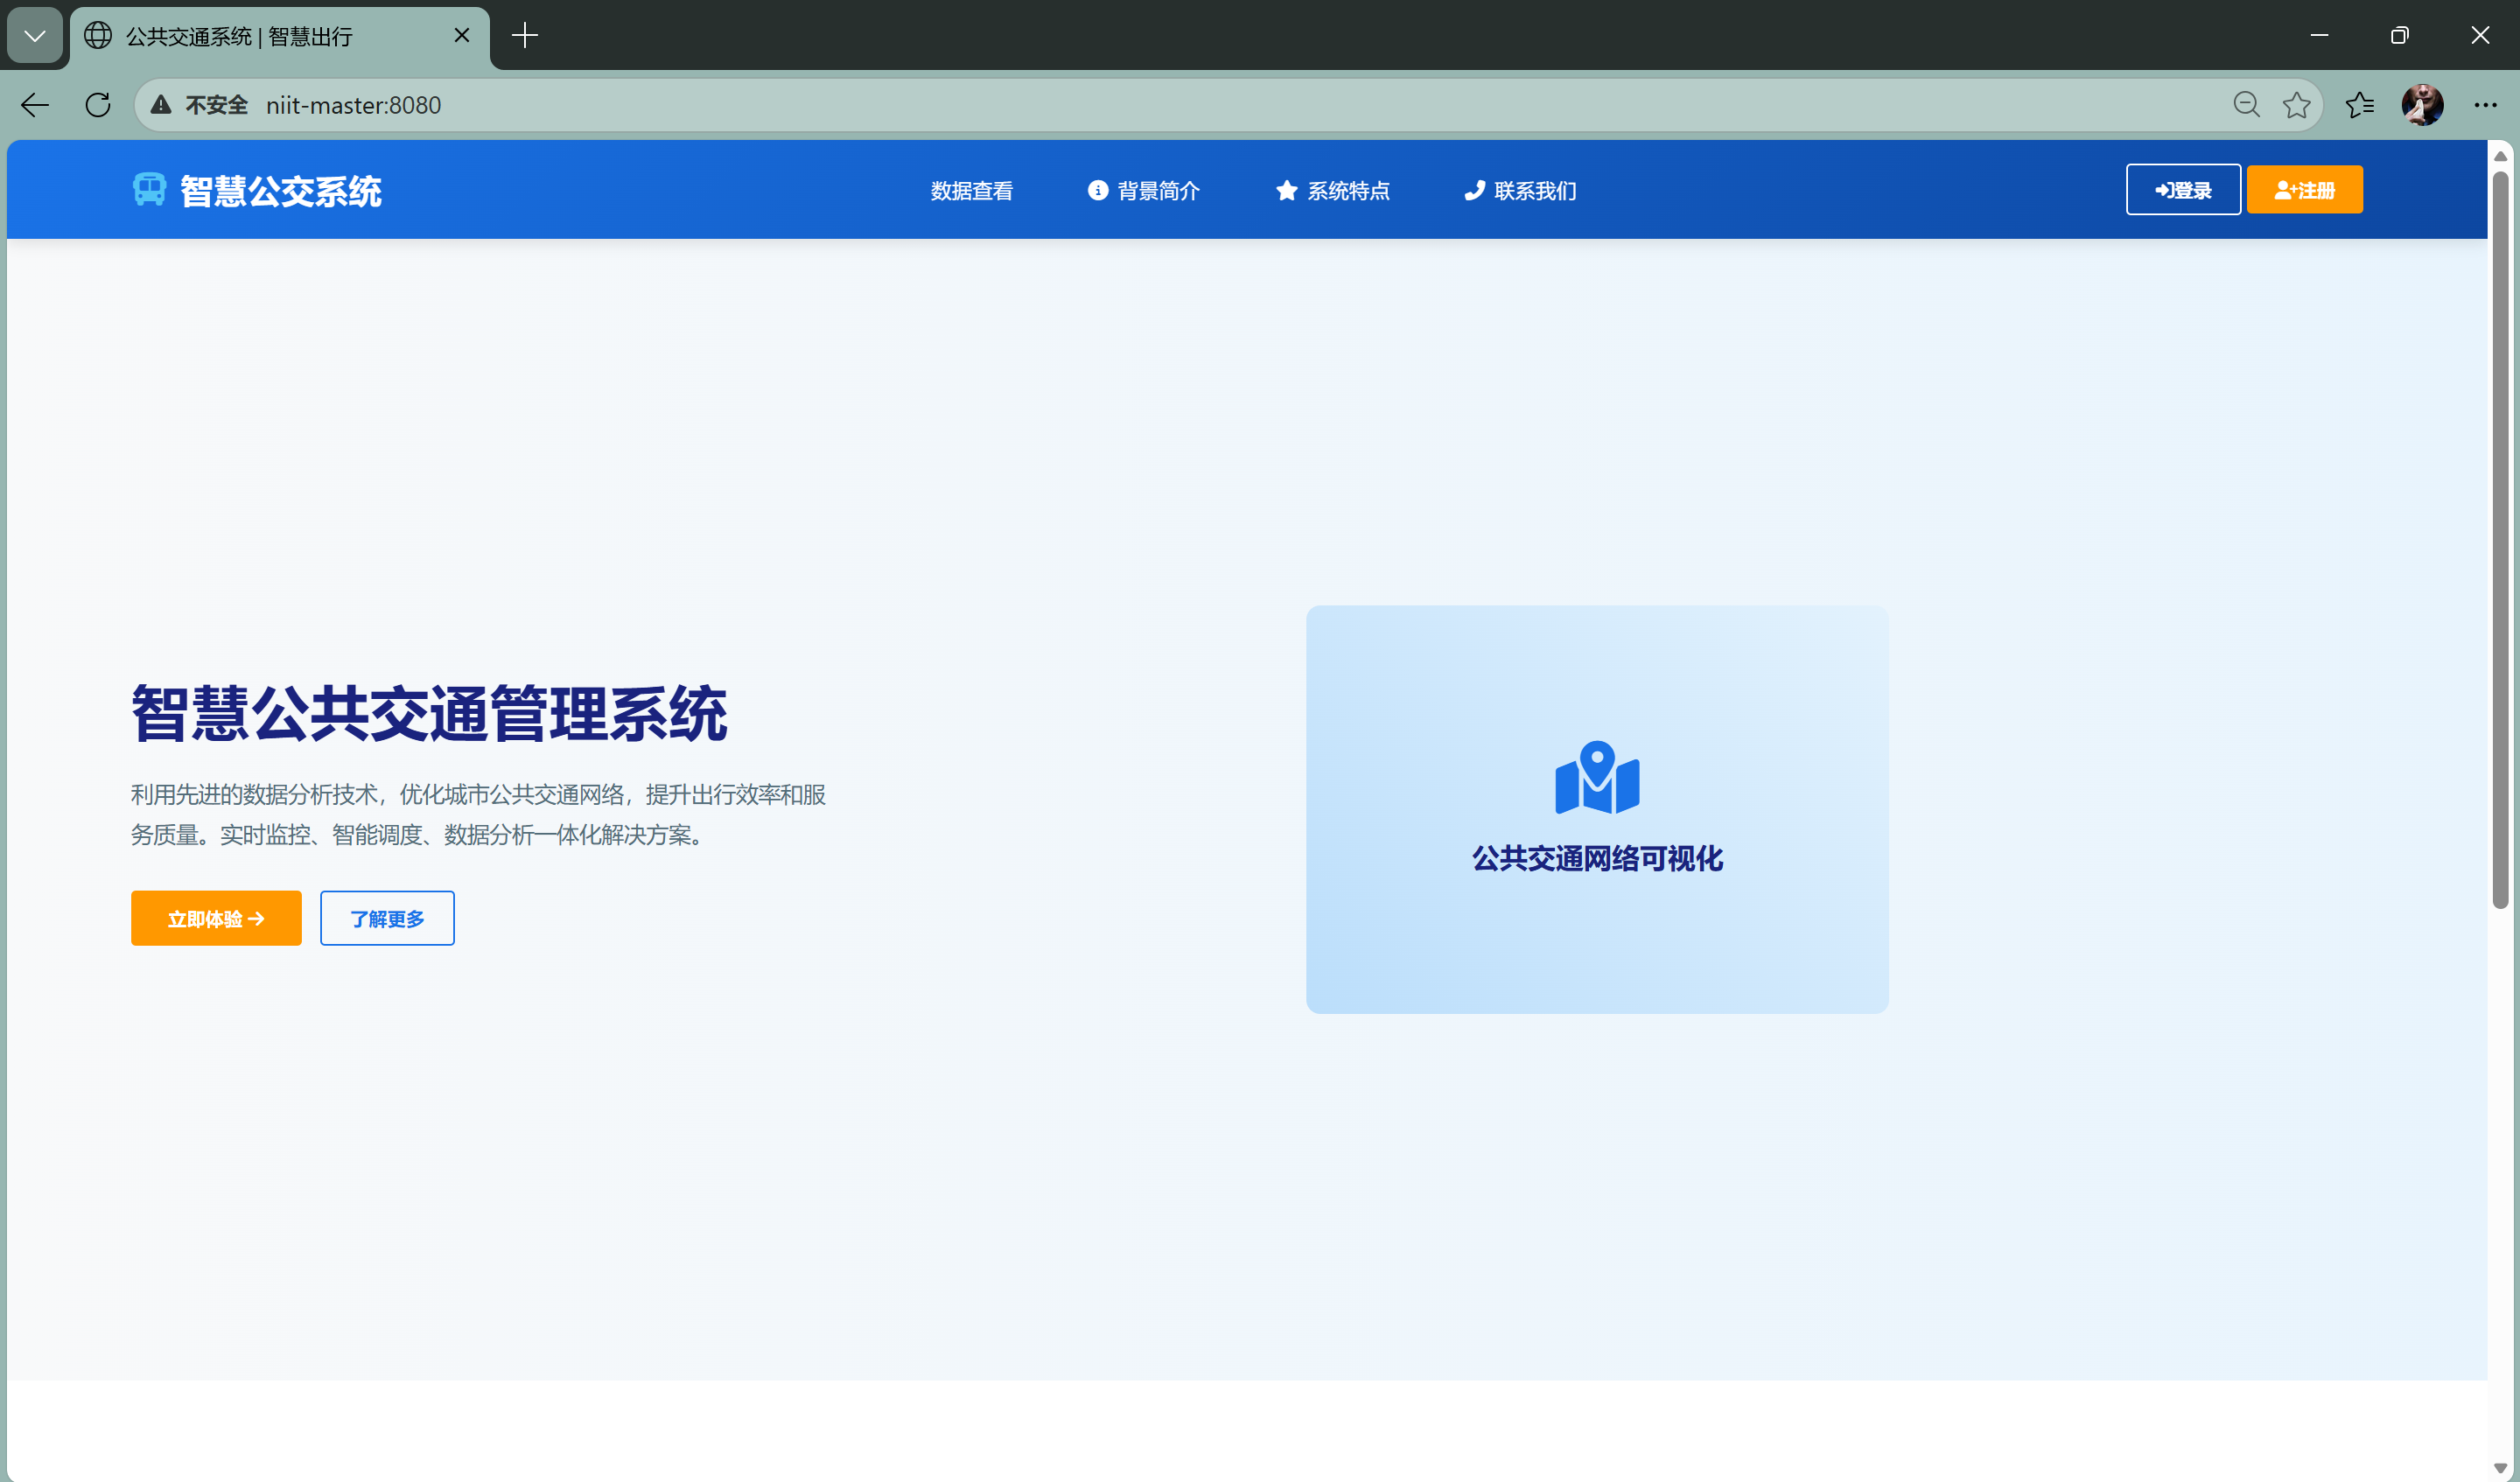 公共交通系统 | 智慧出行
不安全 niit-master:8080
智慧公交系统 数据查看 背景简介 系统特点 联系我们 登录 注册
智慧公共交通管理系统
利用先进的数据分析技术，优化城市公共交通网络，提升出行效率和服
务质量。实时监控、智能调度、数据分析一体化解决方案。
立即体验 了解更多
公共交通网络可视化